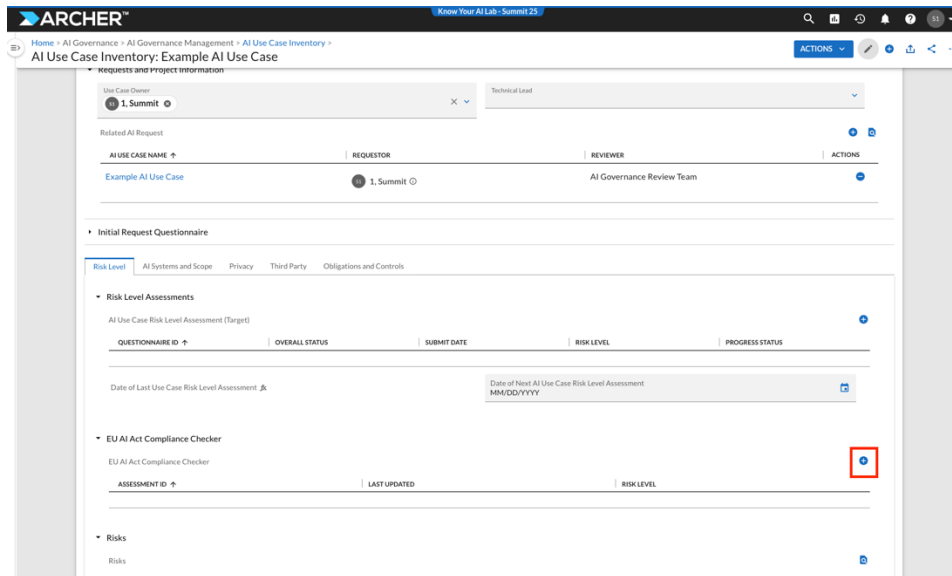 ARCHER™
Know Your AI Lab - Summit 25
S1
Home > AI Governance > AI Governance Management > AI Use Case Inventory >
AI Use Case Inventory: Example AI Use Case
ACTIONS
Requests and Project Information
Use Case Owner
S1 1, Summit
Technical Lead
Related AI Request
AI USE CASE NAME REQUESTOR REVIEWER ACTIONS
Example AI Use Case S1 1, Summit AI Governance Review Team
Initial Request Questionnaire
Risk Level AI Systems and Scope Privacy Third Party Obligations and Controls
Risk Level Assessments
AI Use Case Risk Level Assessment (Target)
QUESTIONNAIRE ID OVERALL STATUS SUBMIT DATE RISK LEVEL PROGRESS STATUS
Date of Last Use Case Risk Level Assessment fx
Date of Next AI Use Case Risk Level Assessment
MM/DD/YYYY
EU AI Act Compliance Checker
EU AI Act Compliance Checker
ASSESSMENT ID LAST UPDATED RISK LEVEL
Risks
Risks